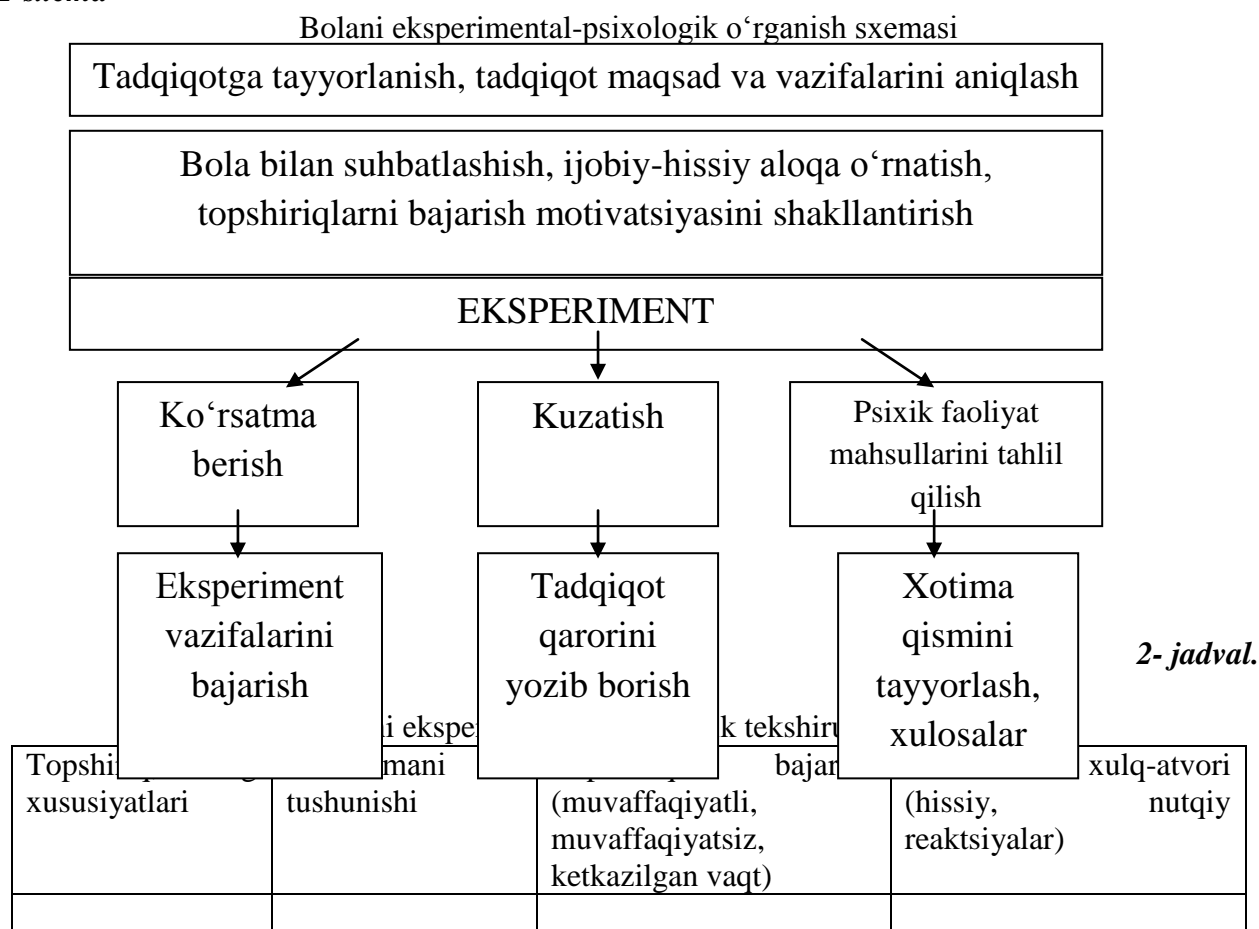 Bolani eksperimental-psixologik o‘rganish sxemasi
Tadqiqotga tayyorlanish, tadqiqot maqsad va vazifalarini aniqlash
Bola bilan suhbatlashish, ijobiy-hissiy aloqa o‘rnatish,
topshiriqlarni bajarish motivatsiyasini shakllantirish
EKSPERIMENT
Ko‘rsatma
berish
Kuzatish
Psixik faoliyat
mahsullarini tahlil
qilish
Eksperiment
vazifalarini
bajarish
Tadqiqot
qarorini
yozib borish
Xotima
qismini
tayyorlash,
xulosalar
2- jadval.
xususiyatlari
tushunishi
(muvaffaqiyatli,
muvaffaqiyatsiz,
ketkazilgan vaqt)
xulq-atvori
(hissiy, nutqiy
reaktsiyalar)